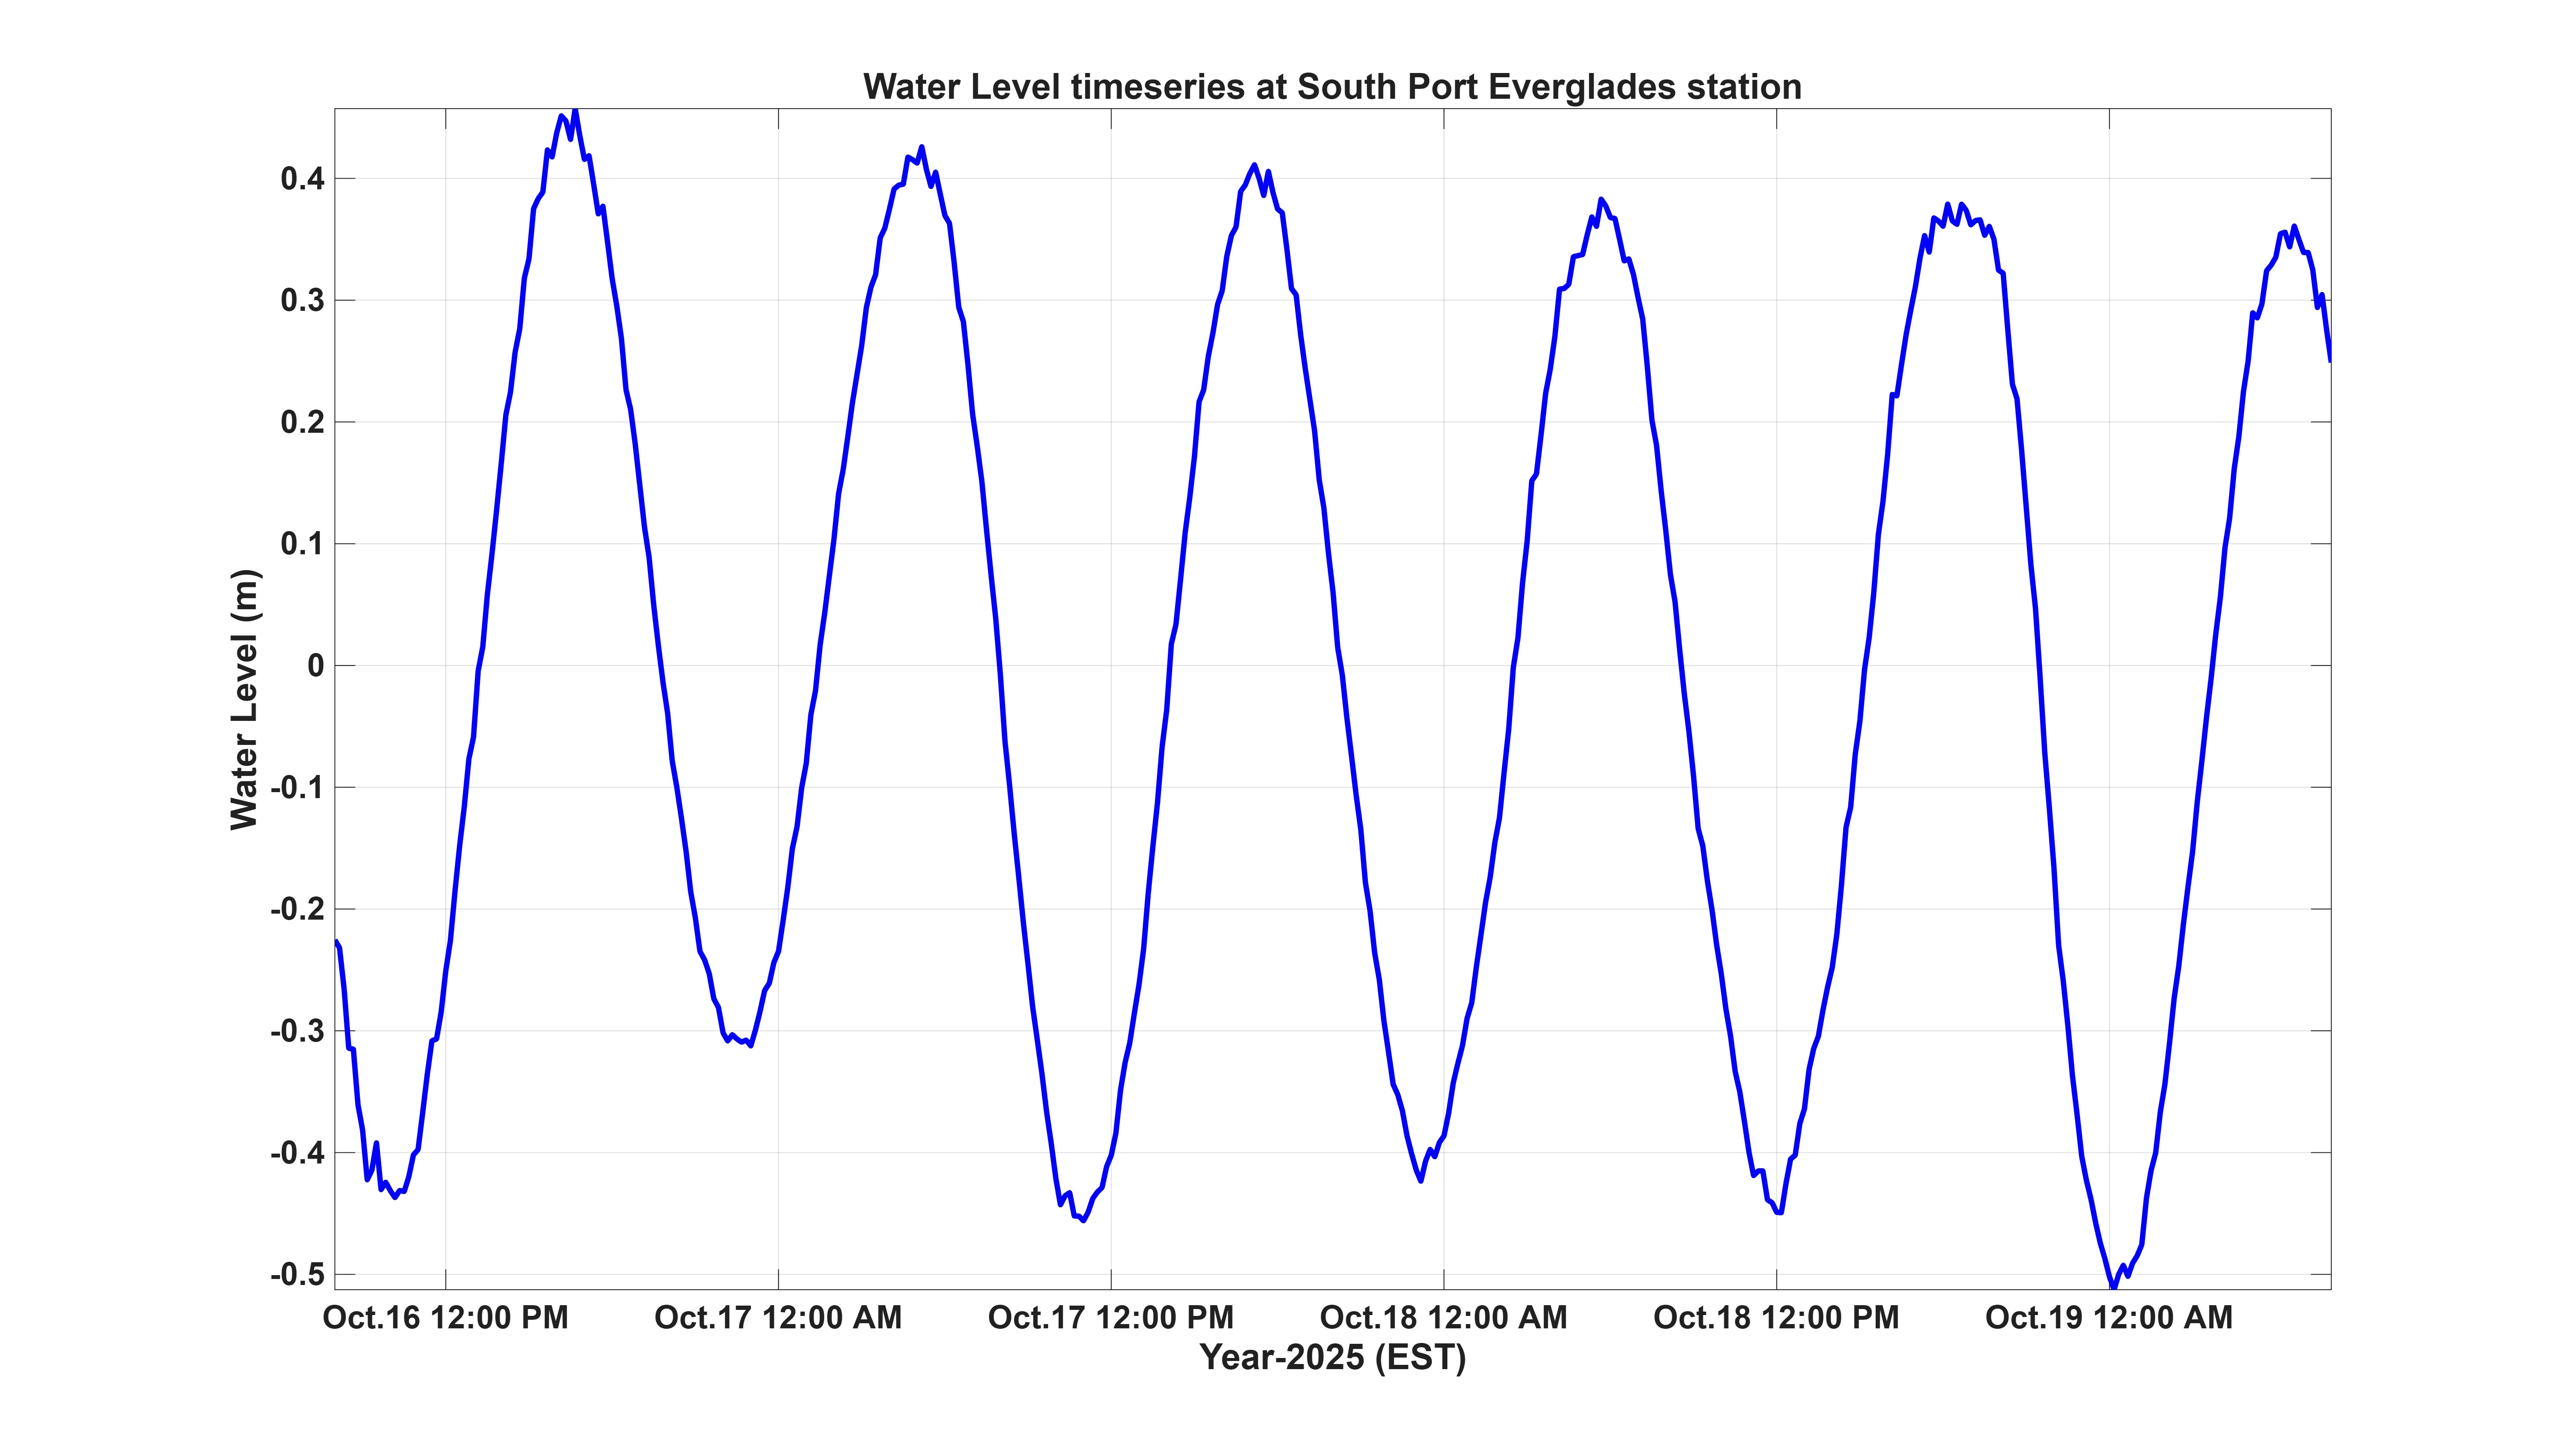 Water Level timeseries at South Port Everglades station
Water Level (m)
0.4
0.3
0.2
0.1
0
-0.1
-0.2
-0.3
-0.4
-0.5
Oct.16 12:00 PM Oct.17 12:00 AM Oct.17 12:00 PM Oct.18 12:00 AM Oct.18 12:00 PM Oct.19 12:00 AM
Year-2025 (EST)